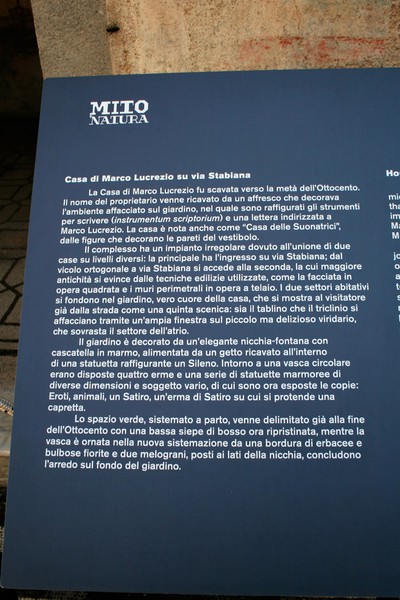 MITO
NATURA
Casa di Marco Lucrezio su via Stabiana
La Casa di Marco Lucrezio fu scavata verso la metà dell'Ottocento.
Il nome del proprietario venne ricavato da un affresco che decorava
l'ambiente affacciato sul giardino, nel quale sono raffigurati gli strumenti
per scrivere (instrumentum scriptorium) e una lettera indirizzata a
Marco Lucrezio. La casa è nota anche come "Casa delle Suonatrici",
dalle figure che decorano le pareti del vestibolo.
Il complesso ha un impianto irregolare dovuto all'unione di due
case su livelli diversi: la principale ha l'ingresso su via Stabiana; dal
vicolo ortogonale a via Stabiana si accede alla seconda, la cui maggiore
antichità si evince dalle tecniche edilizie utilizzate, come la facciata in
opera quadrata e i muri perimetrali in opera a telaio. I due settori abitativi
si fondono nel giardino, vero cuore della casa, che si mostra al visitatore
già dalla strada come una quinta scenica: sia il tablino che il triclinio si
affacciano tramite un'ampia finestra sul piccolo ma delizioso viridario,
che sovrasta il settore dell'atrio.
Il giardino è decorato da un'elegante nicchia-fontana con
cascatella in marmo, alimentata da un getto ricavato all'interno
di una statuetta raffigurante un Sileno. Intorno a una vasca circolare
erano disposte quattro erme e una serie di statuette marmoree di
diverse dimensioni e soggetto vario, di cui sono ora esposte le copie:
Eroti, animali, un Satiro, un'erma di Satiro su cui si protende una
capretta.
Lo spazio verde, sistemato a parto, venne delimitato già alla fine
dell'Ottocento con una bassa siepe di bosso ora ripristinata, mentre la
vasca è ornata nella nuova sistemazione da una bordura di erbacee e
bulbose fiorite e due melograni, posti ai lati della nicchia, concludono
l'arredo sul fondo del giardino.